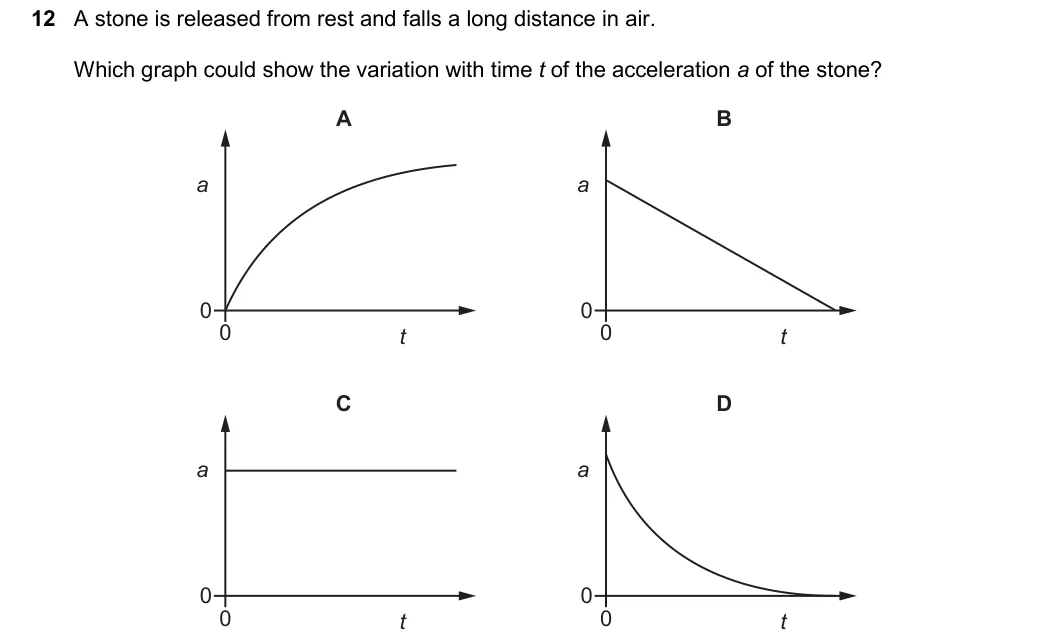 12 A stone is released from rest and falls a long distance in air.
Which graph could show the variation with time t of the acceleration a of the stone?
A
a
0
0
t
B
a
0
0
t
C
a
0
0
t
D
a
0
0
t